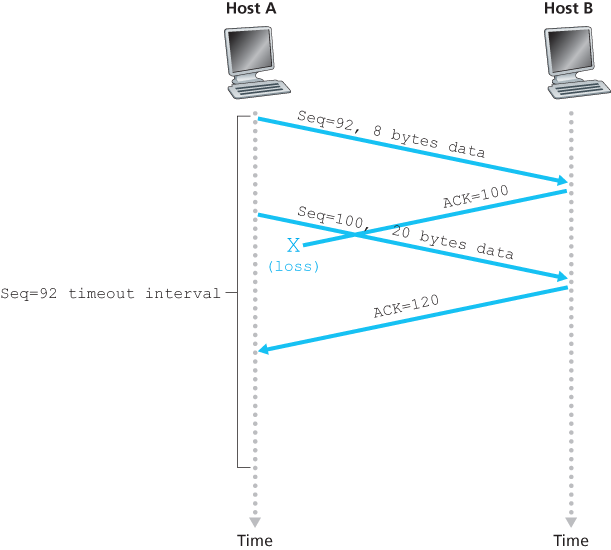 Host A
Host B
Seq=92, 8 bytes data
ACK=100
Seq=100, 20 bytes data
X
(loss)
Seq=92 timeout interval
ACK=120
Time
Time